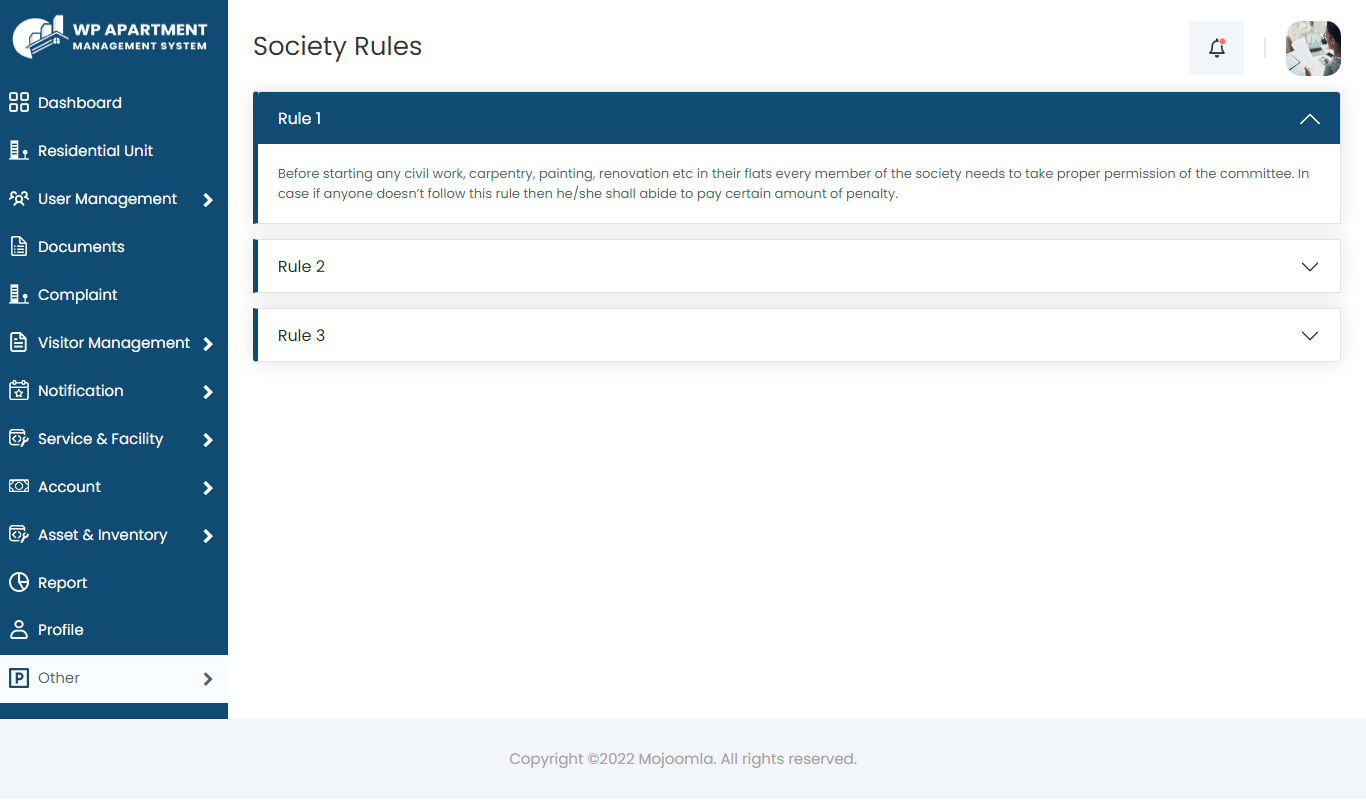 WP APARTMENT
MANAGEMENT SYSTEM
Dashboard
Residential Unit
User Management
Documents
Complaint
Visitor Management
Notification
Service & Facility
Account
Asset & Inventory
Report
Profile
P
Other
Society Rules
Rule 1
Before starting any civil work, carpentry, painting, renovation etc in their flats every member of the society needs to take proper permission of the committee. In
case if anyone doesn’t follow this rule then he/she shall abide to pay certain amount of penalty.
Rule 2
Rule 3
Copyright ©2022 Mojoomla. All rights reserved.